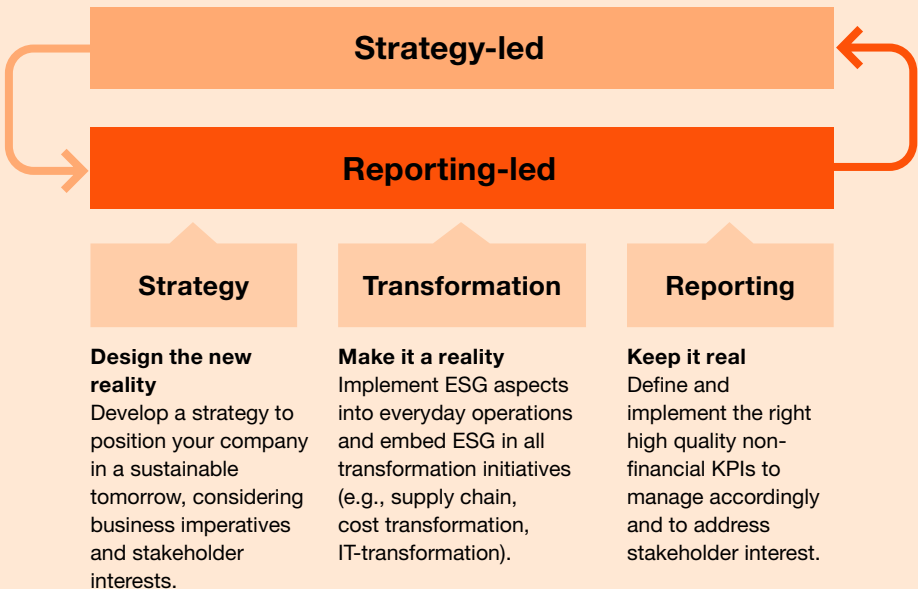 Strategy-led
Reporting-led
Strategy
Design the new
reality
Develop a strategy to
position your company
in a sustainable
tomorrow, considering
business imperatives
and stakeholder
interests.
Transformation
Make it a reality
Implement ESG aspects
into everyday operations
and embed ESG in all
transformation initiatives
(e.g., supply chain,
cost transformation,
IT-transformation).
Reporting
Keep it real
Define and
implement the right
high quality non-
financial KPIs to
manage accordingly
and to address
stakeholder interest.